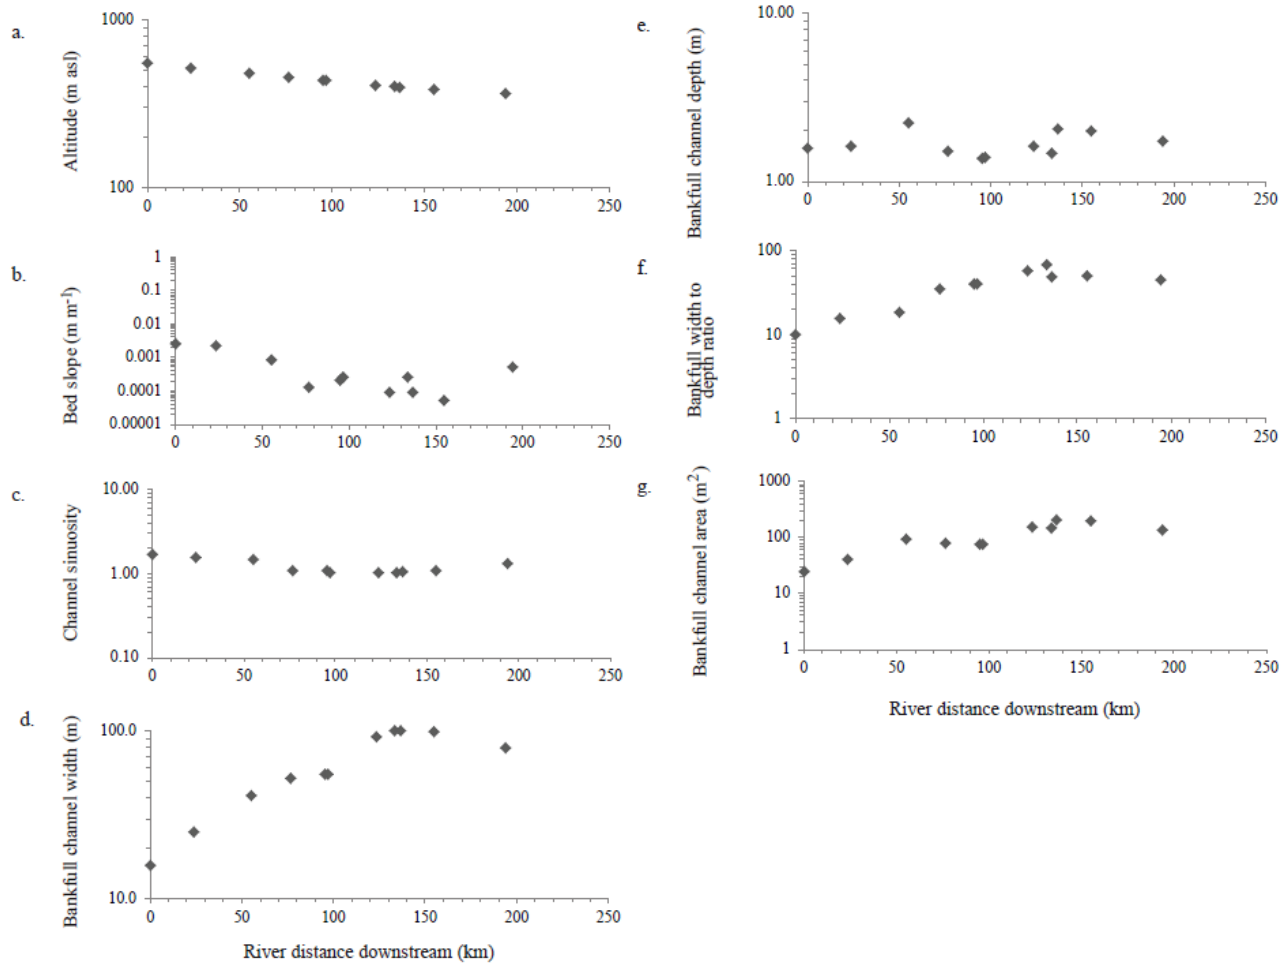 a.
Altitude (m asl)
1000
100
0 50 100 150 200 250
b.
Bed slope (m m⁻¹)
1
0.1
0.01
0.001
0.0001
0.00001
0 50 100 150 200 250
c.
Channel sinuosity
10.00
1.00
0.10
0 50 100 150 200 250
d.
Bankfull channel width (m)
100.0
10.0
0 50 100 150 200 250
River distance downstream (km)
e.
Bankfull channel depth (m)
10.00
1.00
0 50 100 150 200 250
f.
Bankfull width to
depth ratio
100
10
1
0 50 100 150 200 250
g.
Bankfull channel area (m²)
1000
100
10
1
0 50 100 150 200 250
River distance downstream (km)